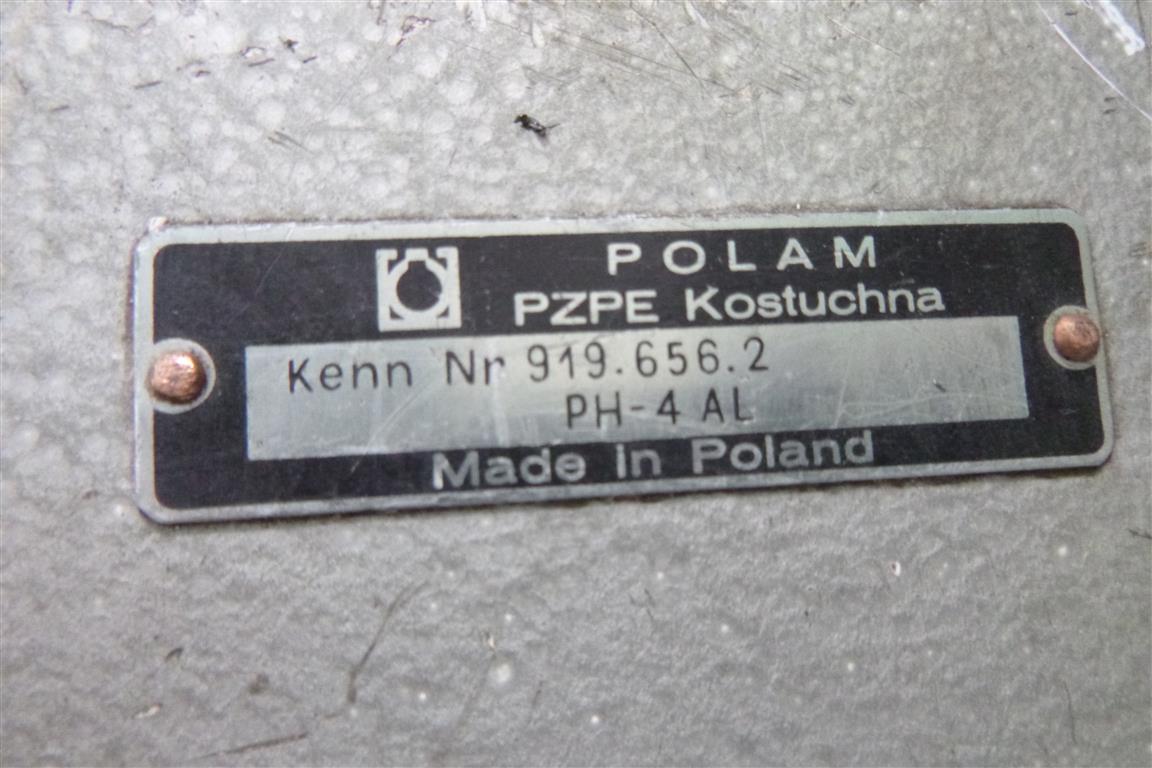 POLAM
PZPE Kostuchna
Kenn Nr 919.656.2
PH-4 AL
Made in Poland